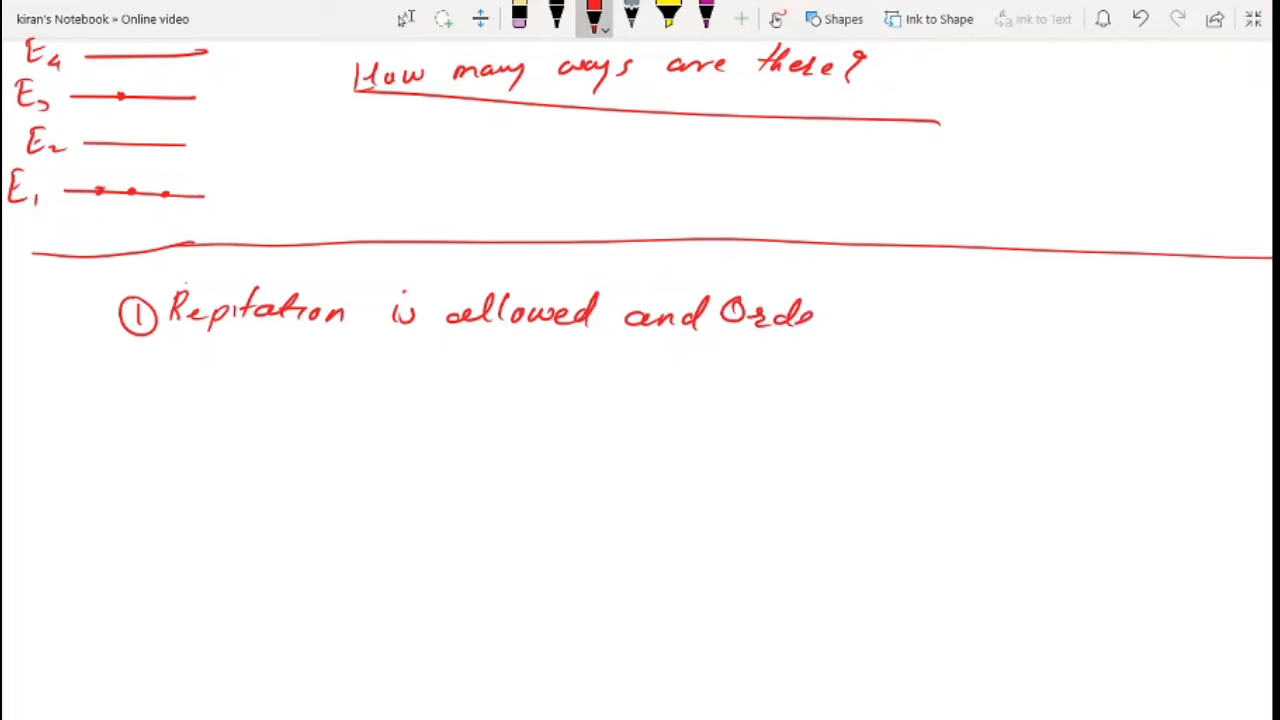 kiran's Notebook » Online video
Shapes
Ink to Shape
Ink to Text
E4
How many ways are there?
E3
E2
E1
① Repitation is allowed and Orde